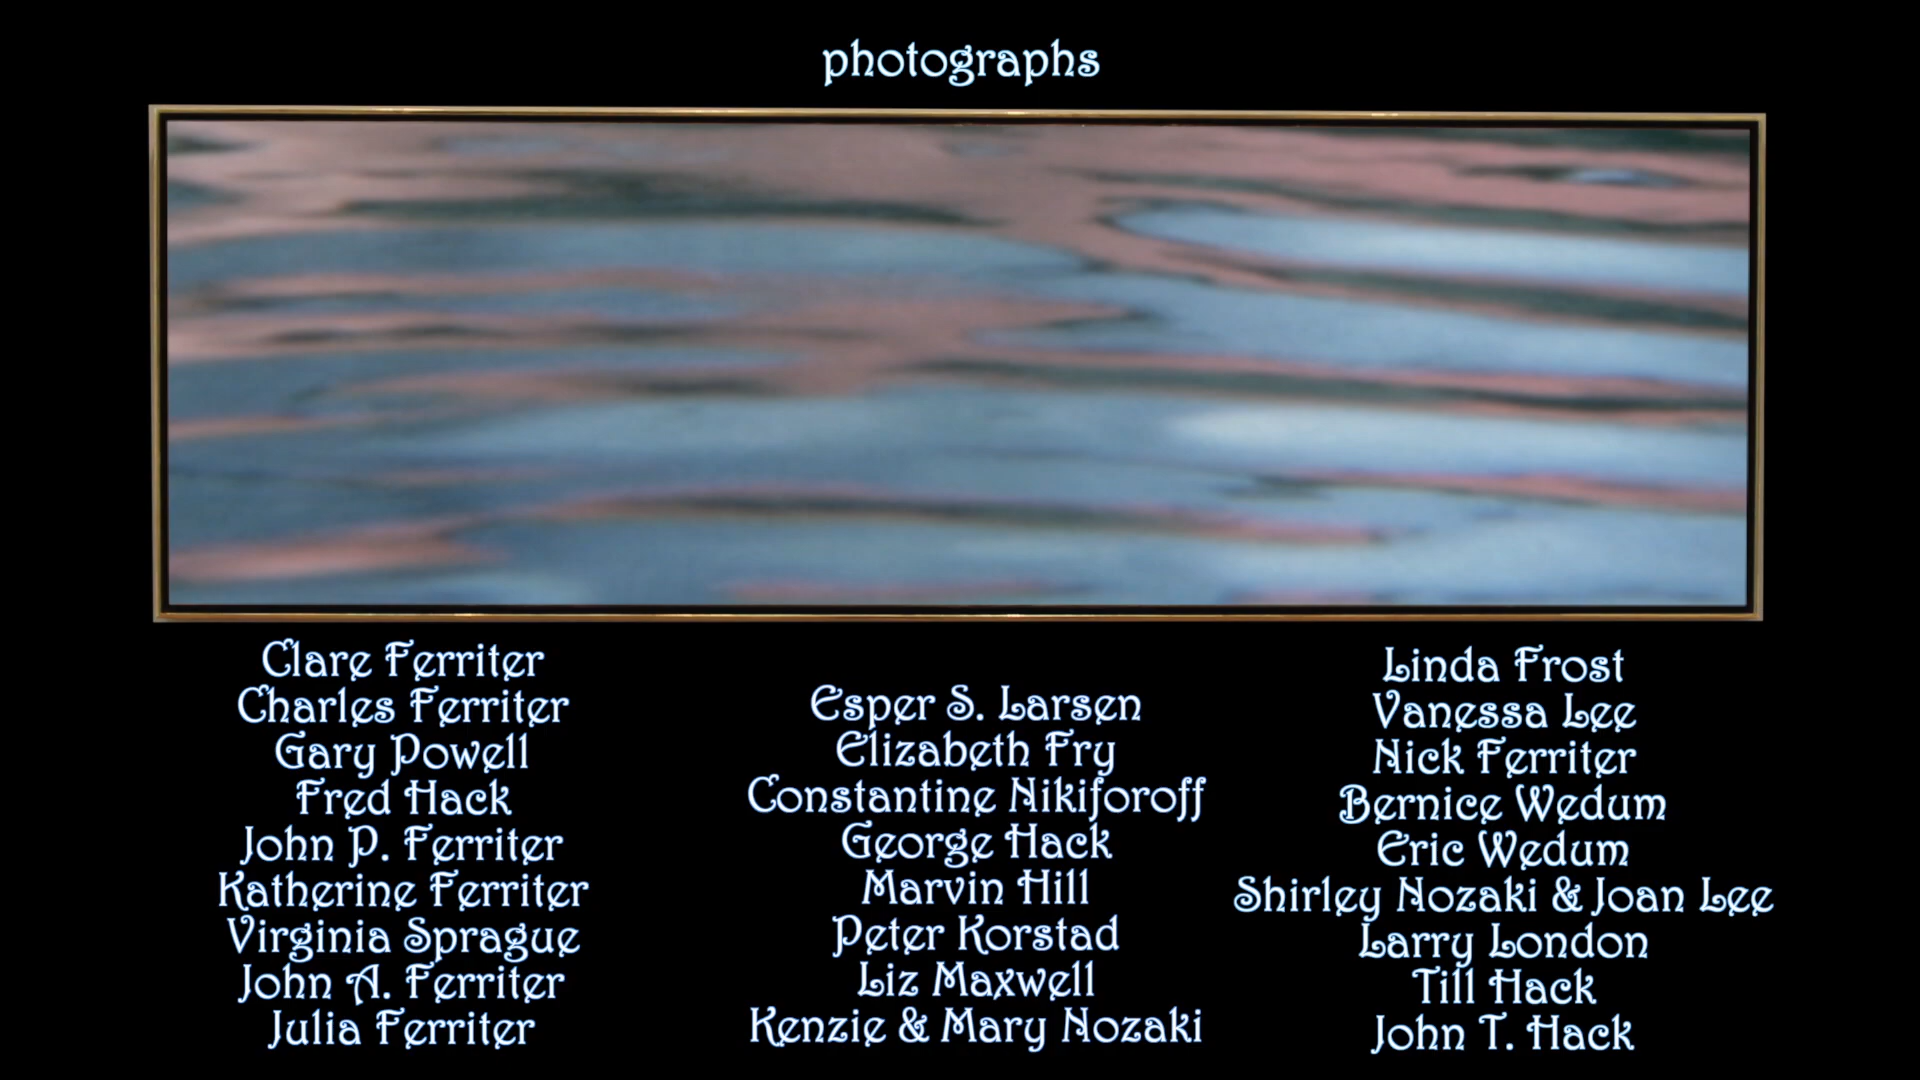 photographs
Clare Ferriter
Charles Ferriter
Gary Powell
Fred Hack
John P. Ferriter
Katherine Ferriter
Virginia Sprague
John A. Ferriter
Julia Ferriter
Esper S. Larsen
Elizabeth Fry
Constantine Nikiforoff
George Hack
Marvin Hill
Peter Korstad
Liz Maxwell
Kenzie & Mary Nozaki
Linda Frost
Vanessa Lee
Nick Ferriter
Bernice Wedum
Eric Wedum
Shirley Nozaki & Joan Lee
Larry London
Till Hack
John T. Hack